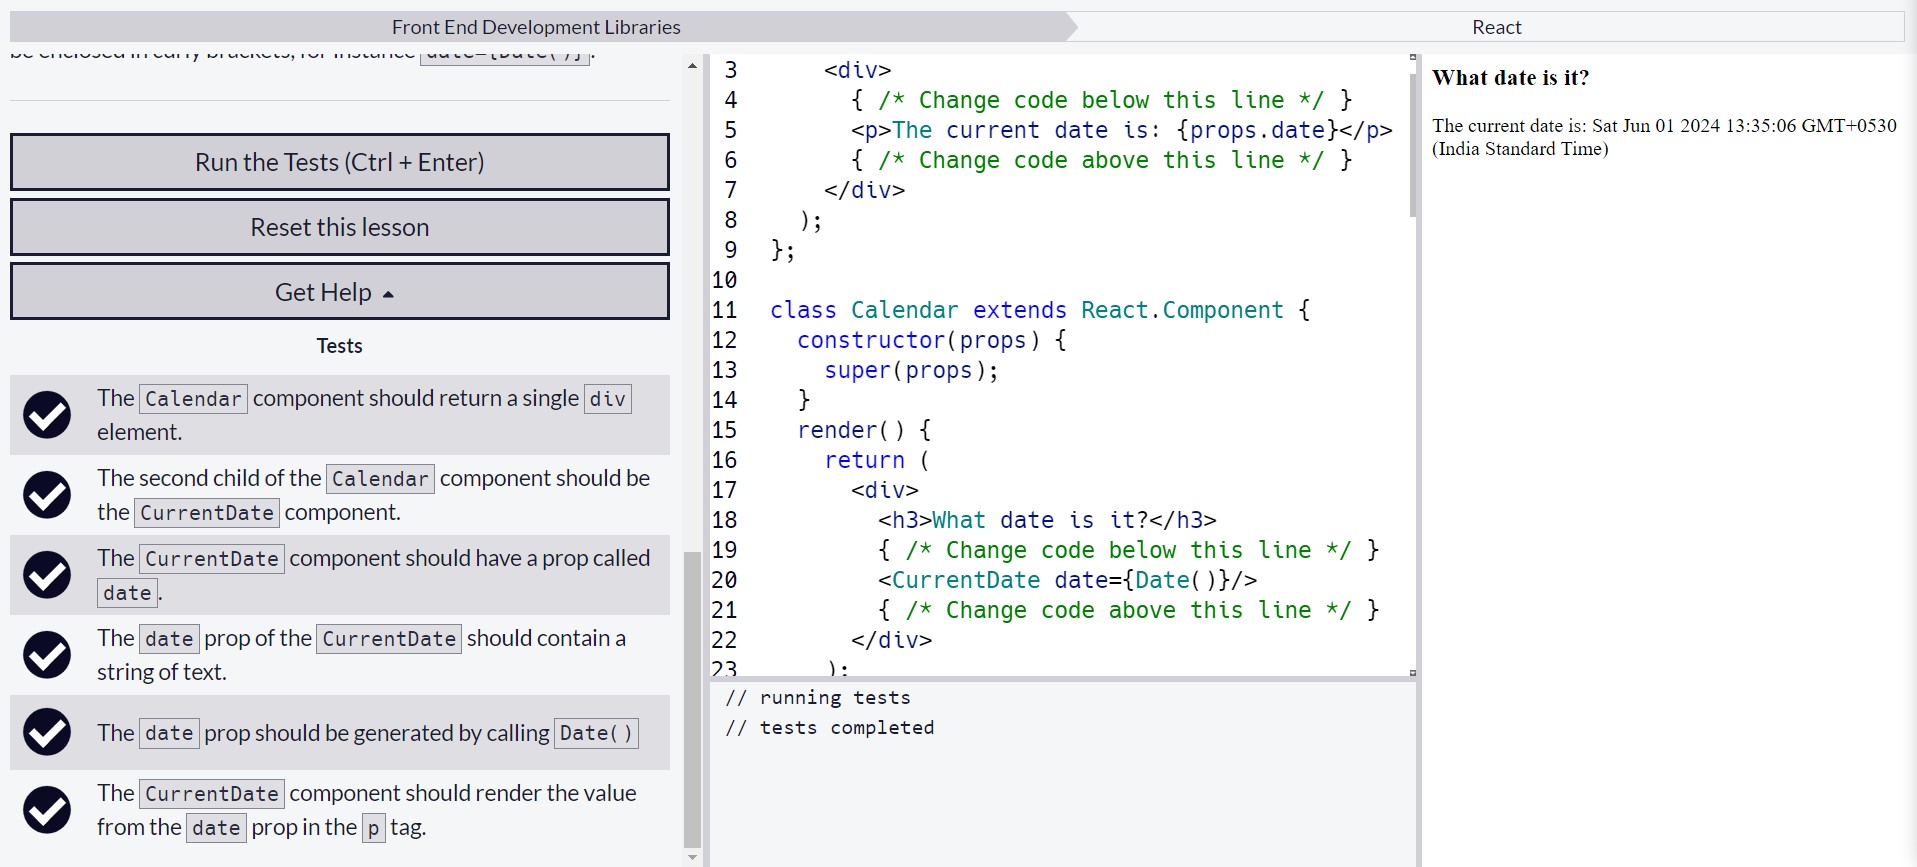 Front End Development Libraries
React
be enclosed in curly brackets, for instance date={Date()}.
Run the Tests (Ctrl + Enter)
Reset this lesson
Get Help
Tests
The Calendar component should return a single div
element.
The second child of the Calendar component should be
the CurrentDate component.
The CurrentDate component should have a prop called
date.
The date prop of the CurrentDate should contain a
string of text.
The date prop should be generated by calling Date()
The CurrentDate component should render the value
from the date prop in the p tag.
3 <div>
4 { /* Change code below this line */ }
5 <p>The current date is: {props.date}</p>
6 { /* Change code above this line */ }
7 </div>
8 );
9 };
10
11 class Calendar extends React.Component {
12 constructor(props) {
13 super(props);
14 }
15 render() {
16 return (
17 <div>
18 <h3>What date is it?</h3>
19 { /* Change code below this line */ }
20 <CurrentDate date={Date()}/>
21 { /* Change code above this line */ }
22 </div>
23 );
// running tests
// tests completed
What date is it?
The current date is: Sat Jun 01 2024 13:35:06 GMT+0530
(India Standard Time)